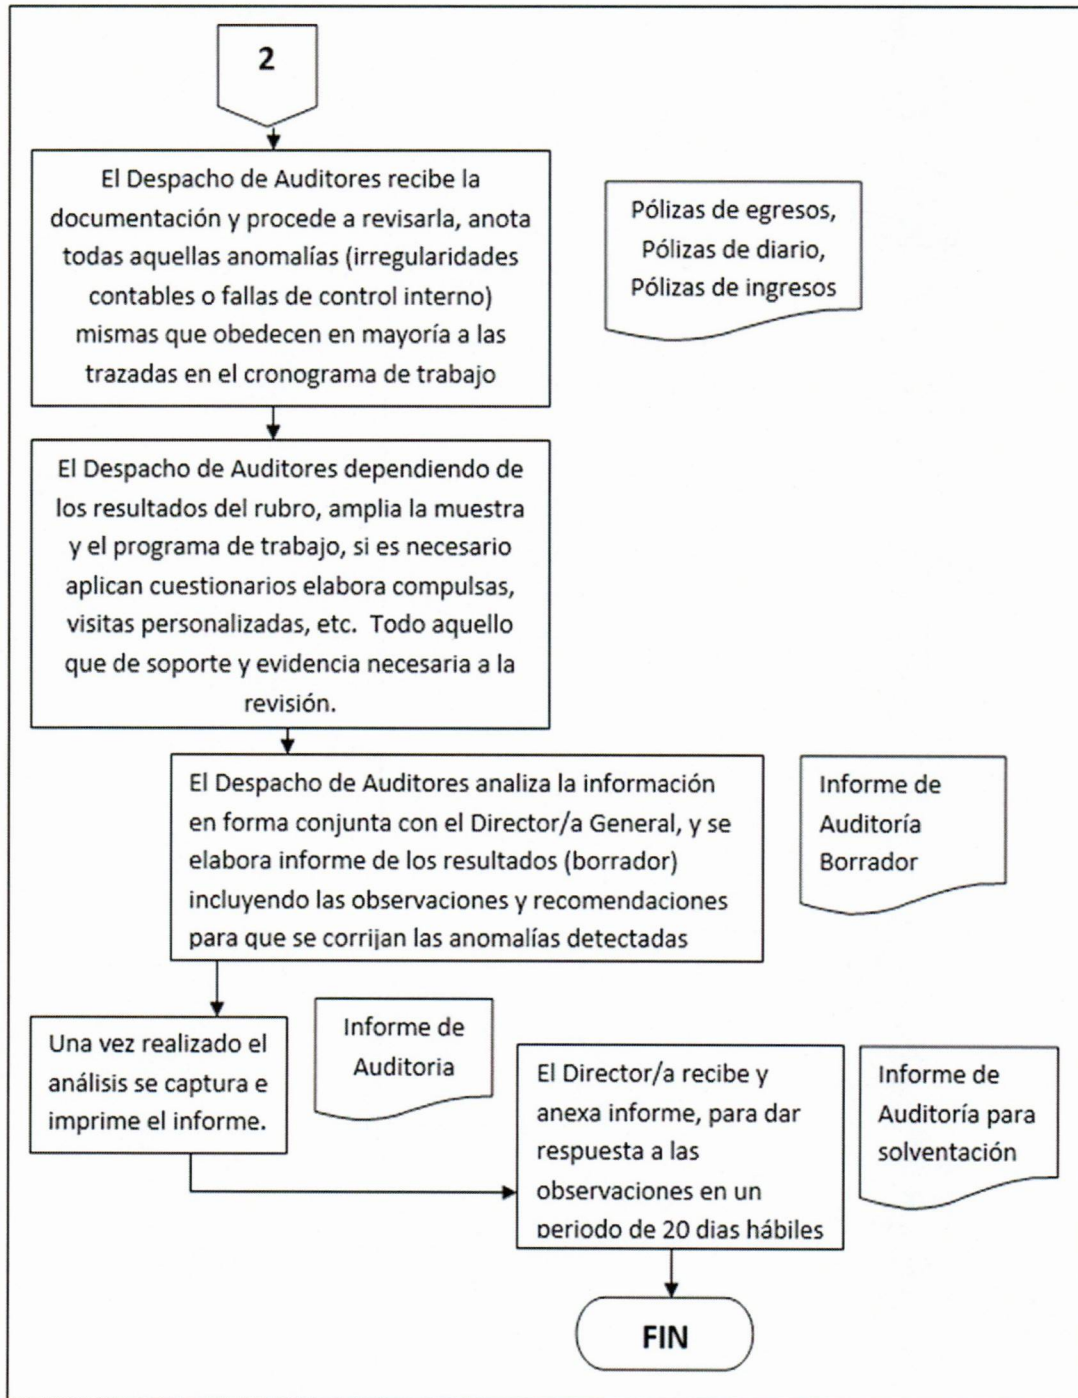 2
El Despacho de Auditores recibe la
documentación y procede a revisarla, anota
todas aquellas anomalías (irregularidades
contables o fallas de control interno)
mismas que obedecen en mayoría a las
trazadas en el cronograma de trabajo
Pólizas de egresos,
Pólizas de diario,
Pólizas de ingresos
El Despacho de Auditores dependiendo de
los resultados del rubro, amplia la muestra
y el programa de trabajo, si es necesario
aplican cuestionarios elabora compulsas,
visitas personalizadas, etc. Todo aquello
que de soporte y evidencia necesaria a la
revisión.
El Despacho de Auditores analiza la información
en forma conjunta con el Director/a General, y se
elabora informe de los resultados (borrador)
incluyendo las observaciones y recomendaciones
para que se corrijan las anomalías detectadas
Informe de
Auditoría
Borrador
Una vez realizado el
análisis se captura e
imprime el informe.
Informe de
Auditoria
El Director/a recibe y
anexa informe, para dar
respuesta a las
observaciones en un
periodo de 20 dias hábiles
Informe de
Auditoría para
solventación
FIN